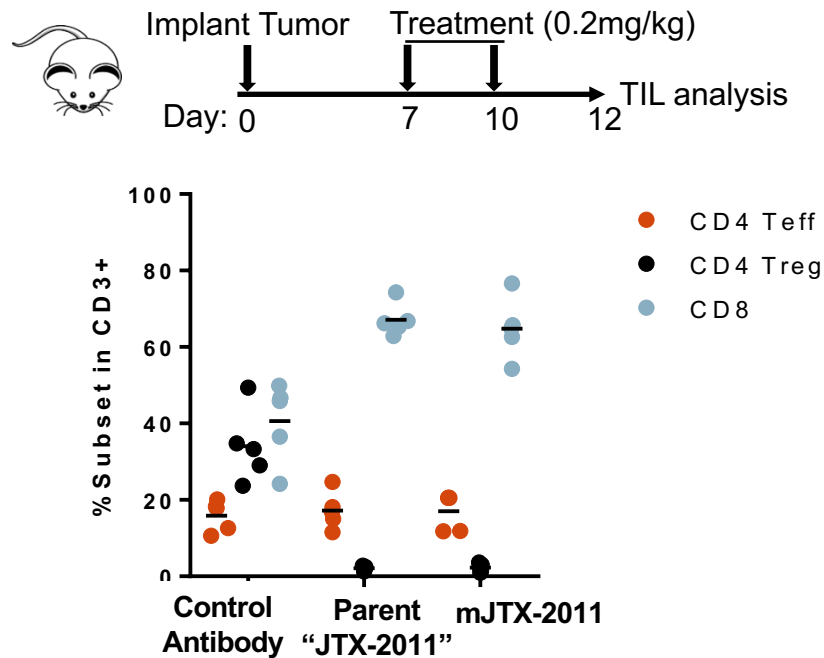 Implant Tumor
Treatment (0.2mg/kg)
TIL analysis
Day: 0
7
10
12
% Subset in CD3+
100
80
60
40
20
0
CD4 Teff
CD4 Treg
CD8
Control
Antibody
Parent
“JTX-2011”
mJTX-2011